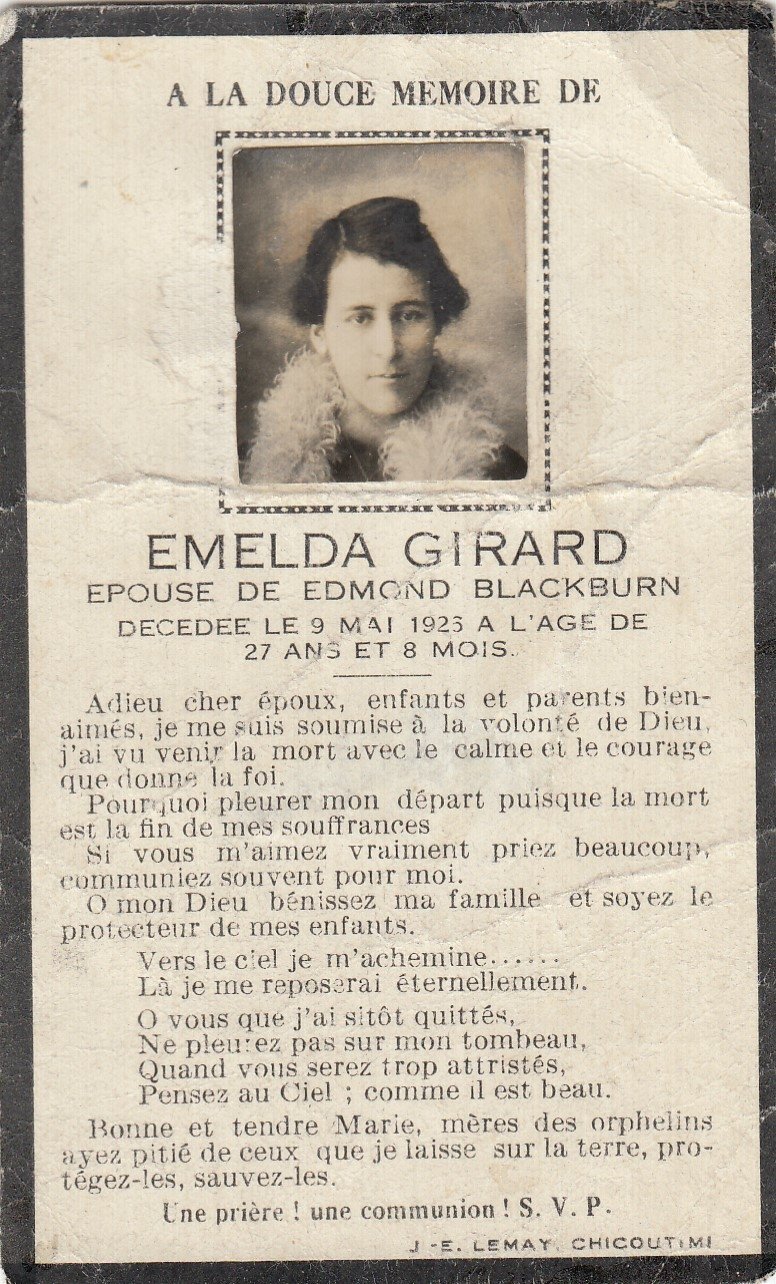 A LA DOUCE MEMOIRE DE
EMELDA GIRARD
EPOUSE DE EDMOND BLACKBURN
DECEDEE LE 9 MAI A L'AGE DE
27 ANS ET 8 MOIS.
Adieu cher époux, enfants et parents bien-
aimés, je me suis soumise à la volonté de Dieu,
j'ai vu venir la mort avec le calme et le courage
que donne la foi.
Pourquoi pleurer mon départ puisque la mort
est la fin de mes souffrances
Si vous m'aimez vraiment priez beaucoup,
communiez souvent pour moi.
O mon Dieu bénissez ma famille et soyez le
protecteur de mes enfants.
Vers le ciel je m'achemine......
Là je me reposerai éternellement.
O vous que j'ai sitôt quittés,
Ne pleurez pas sur mon tombeau,
Quand vous serez trop attristés,
Pensez au Ciel ; comme il est beau.
Bonne et tendre Marie, mères des orphelins
ayez pitié de ceux que je laisse sur la terre, pro-
tégez-les, sauvez-les.
Une prière ! une communion ! S. V. P.
J.-E. LEMAY, CHICOUTIMI